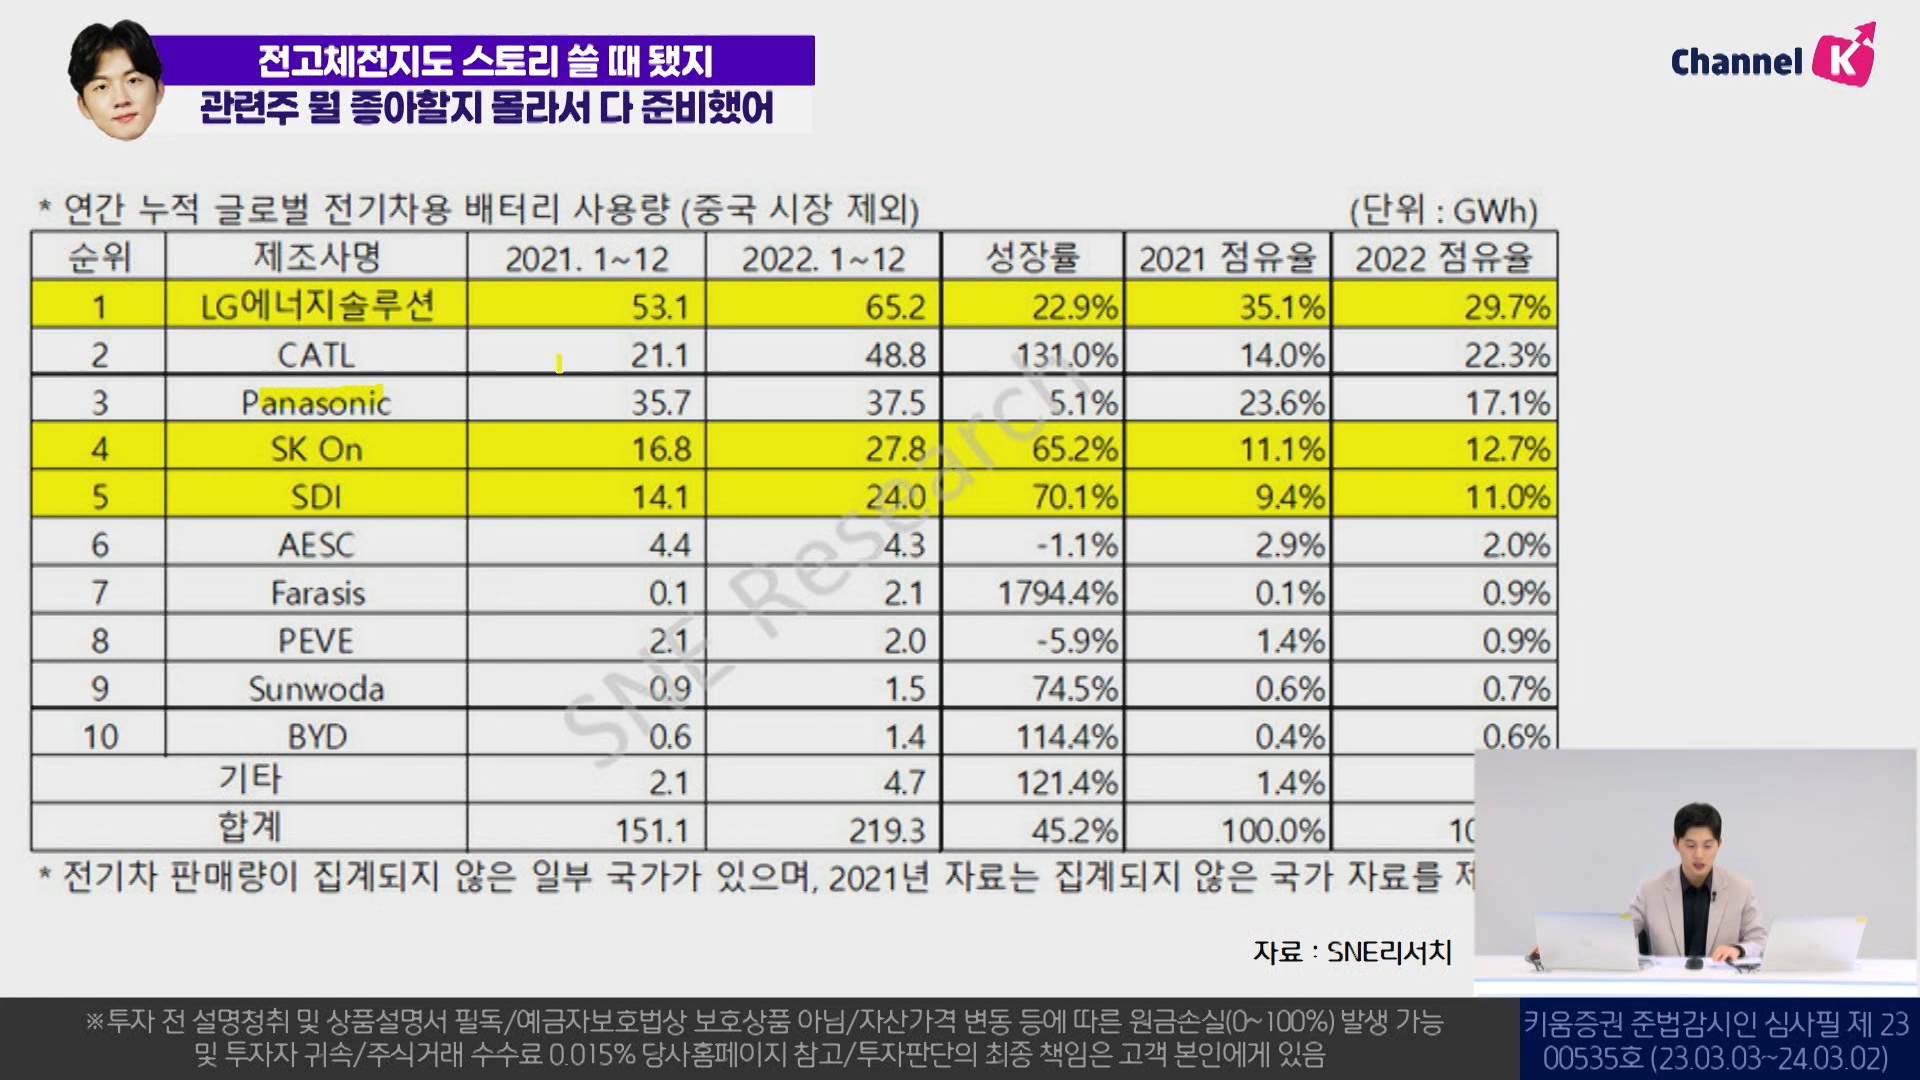 전고체전지도 스토리 쓸 때 됐지
관련주 뭘 좋아할지 몰라서 다 준비했어
Channel K
* 연간 누적 글로벌 전기차용 배터리 사용량 (중국 시장 제외) (단위 : GWh)
순위 제조사명 2021. 1~12 2022. 1~12 성장률 2021 점유율 2022 점유율
1 LG에너지솔루션 53.1 65.2 22.9% 35.1% 29.7%
2 CATL 21.1 48.8 131.0% 14.0% 22.3%
3 Panasonic 35.7 37.5 5.1% 23.6% 17.1%
4 SK On 16.8 27.8 65.2% 11.1% 12.7%
5 SDI 14.1 24.0 70.1% 9.4% 11.0%
6 AESC 4.4 4.3 -1.1% 2.9% 2.0%
7 Farasis 0.1 2.1 1794.4% 0.1% 0.9%
8 PEVE 2.1 2.0 -5.9% 1.4% 0.9%
9 Sunwoda 0.9 1.5 74.5% 0.6% 0.7%
10 BYD 0.6 1.4 114.4% 0.4% 0.6%
기타 2.1 4.7 121.4% 1.4%
합계 151.1 219.3 45.2% 100.0% 10
* 전기차 판매량이 집계되지 않은 일부 국가가 있으며, 2021년 자료는 집계되지 않은 국가 자료를
SNE Research
자료 : SNE리서치
※투자 전 설명청취 및 상품설명서 필독/예금자보호법상 보호상품 아님/자산가격 변동 등에 따른 원금손실(0~100%) 발생 가능
및 투자자 귀속/주식거래 수수료 0.015% 당사홈페이지 참고/투자판단의 최종 책임은 고객 본인에게 있음
키움증권 준법감시인 심사필 제 23
00535호 (23.03.03~24.03.02)